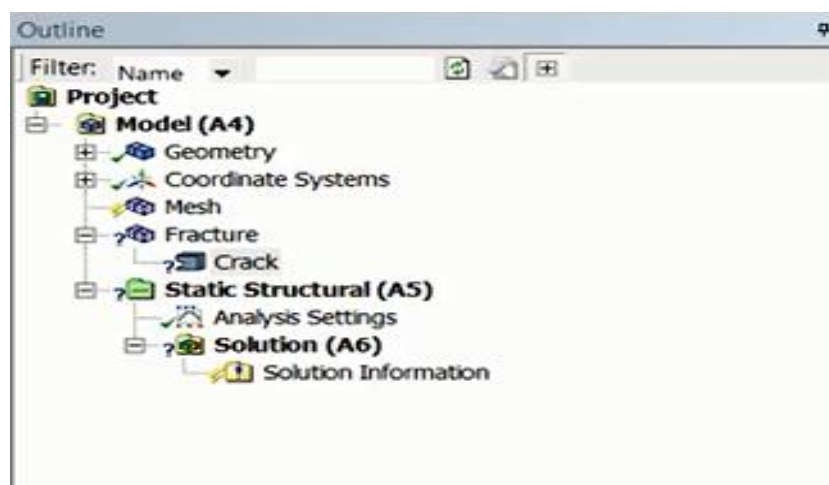 Outline
Filter: Name
Project
Model (A4)
Geometry
Coordinate Systems
Mesh
Fracture
Crack
Static Structural (A5)
Analysis Settings
Solution (A6)
Solution Information